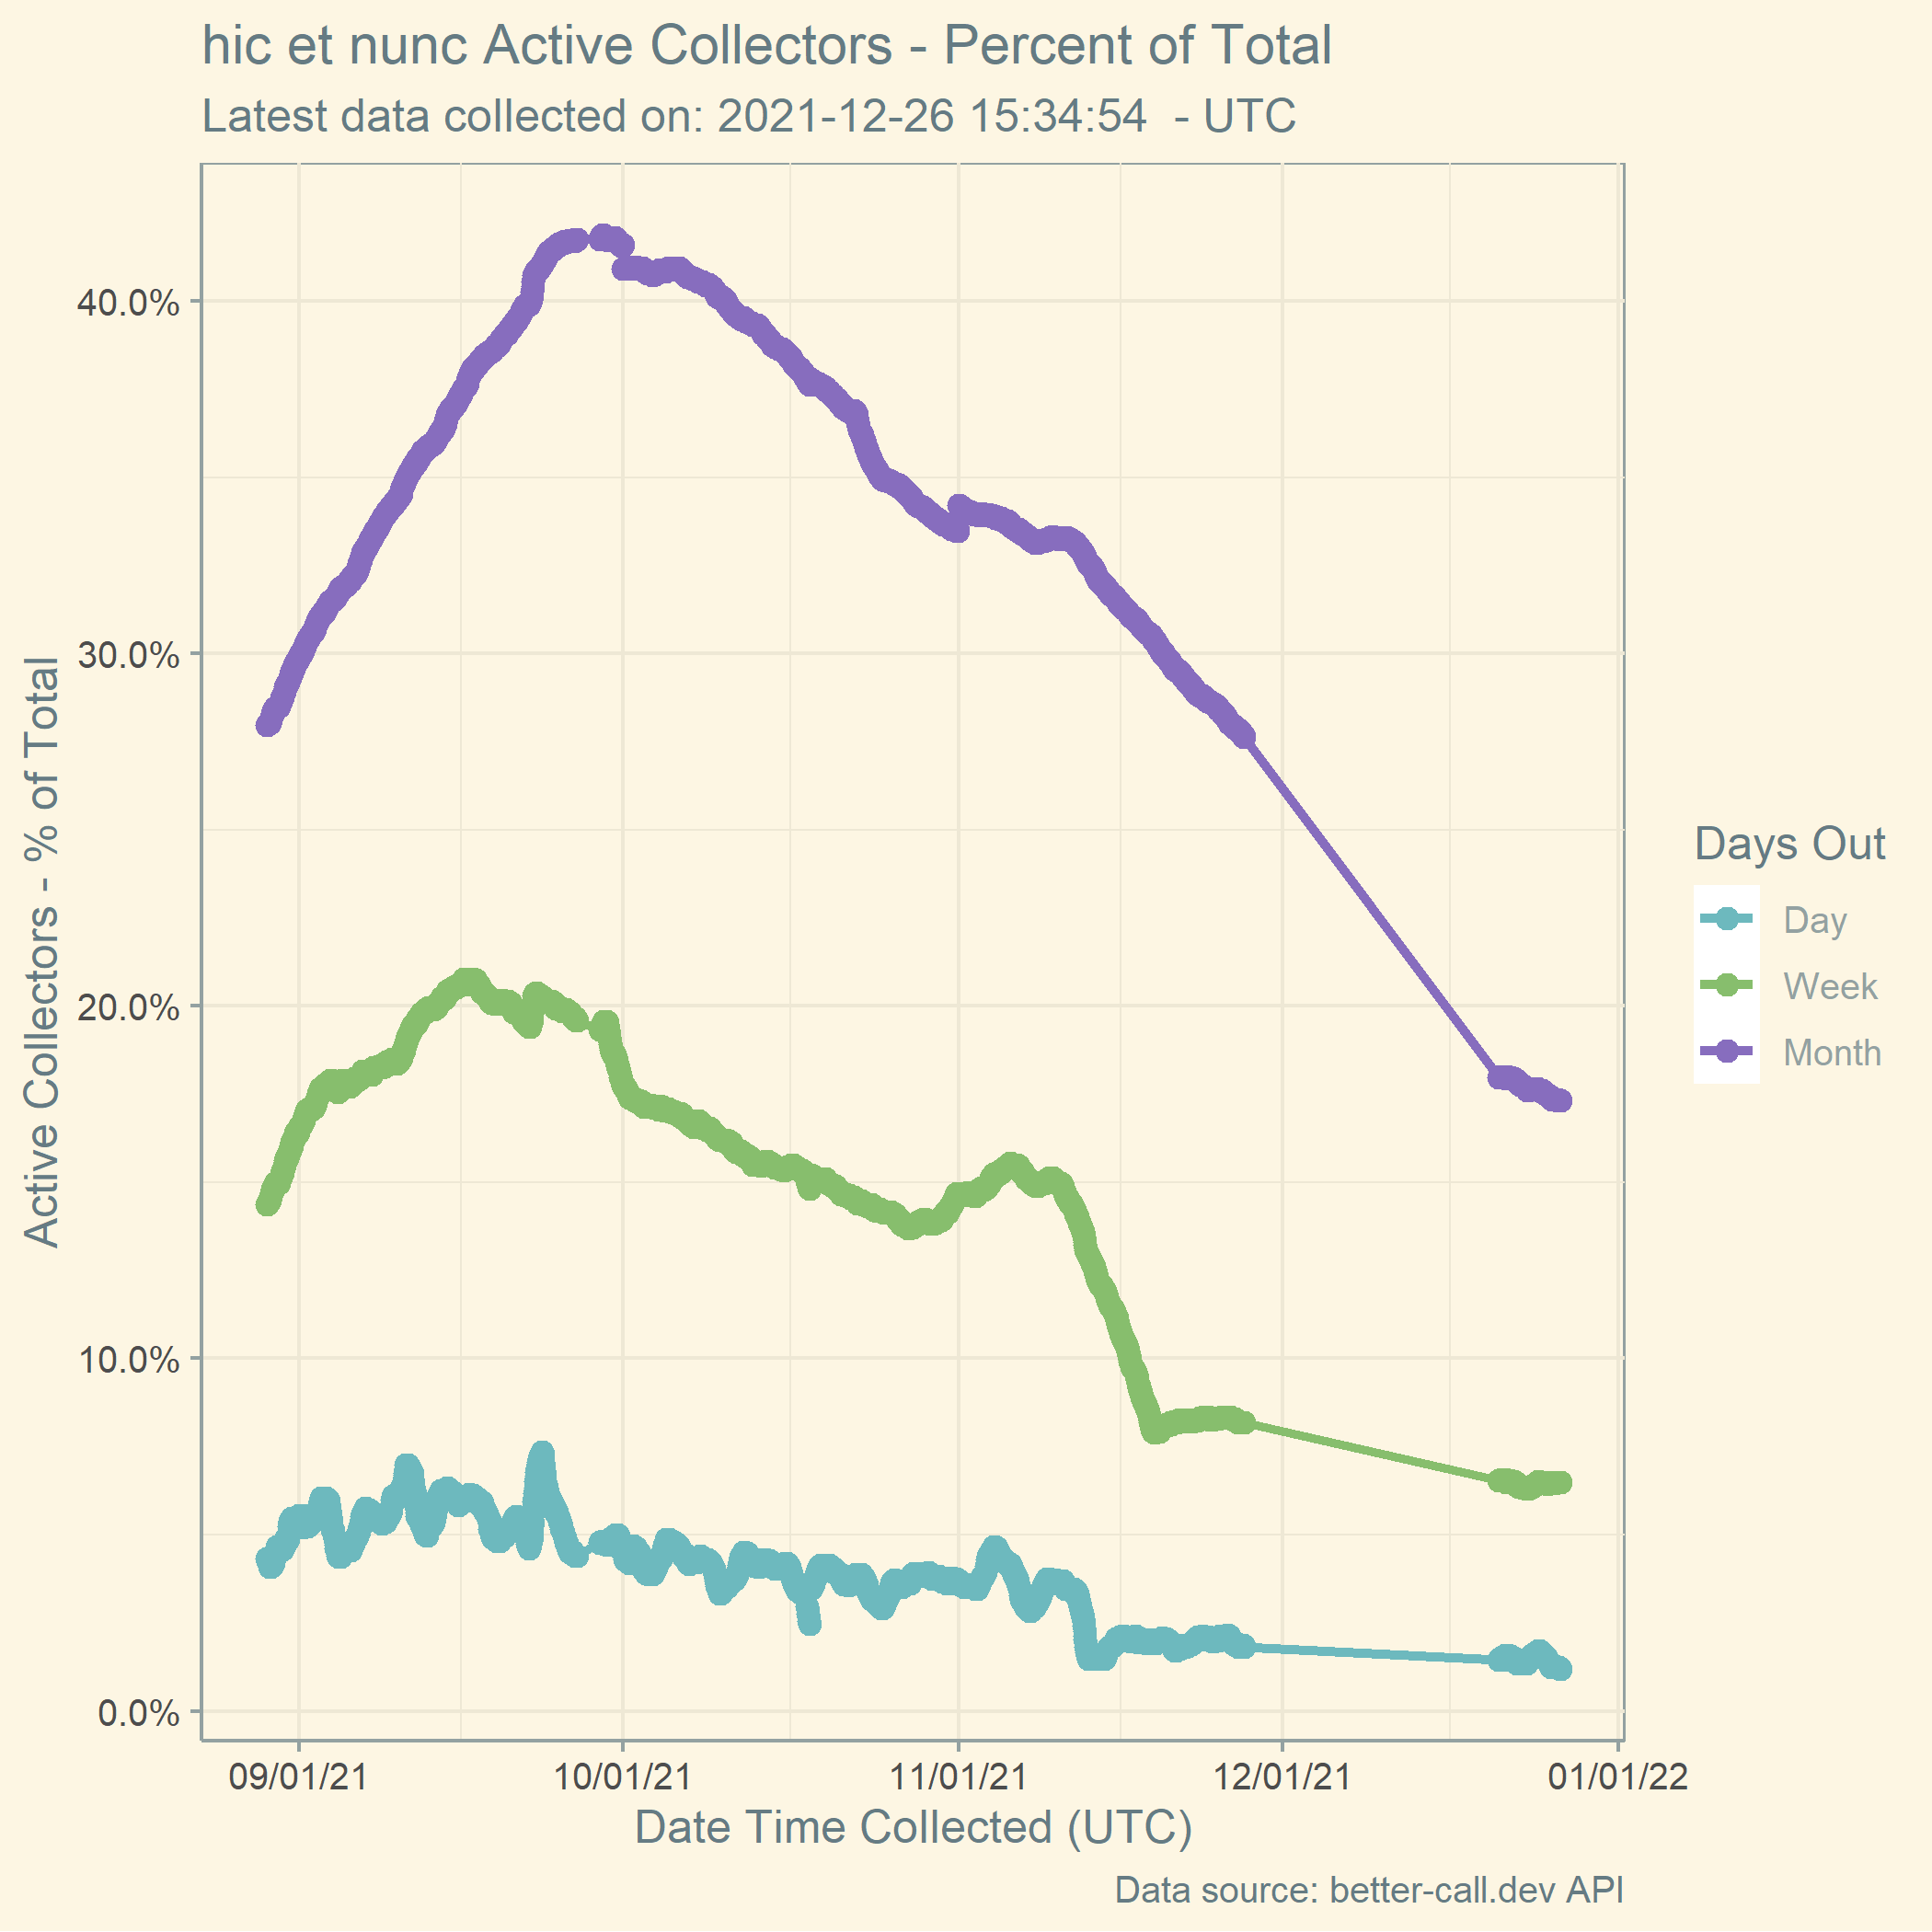 hic et nunc Active Collectors - Percent of Total
Latest data collected on: 2021-12-26 15:34:54  - UTC
Active Collectors - % of Total
40.0%
30.0%
20.0%
10.0%
0.0%
09/01/21
10/01/21
11/01/21
12/01/21
01/01/22
Date Time Collected (UTC)
Days Out
Day
Week
Month
Data source: better-call.dev API